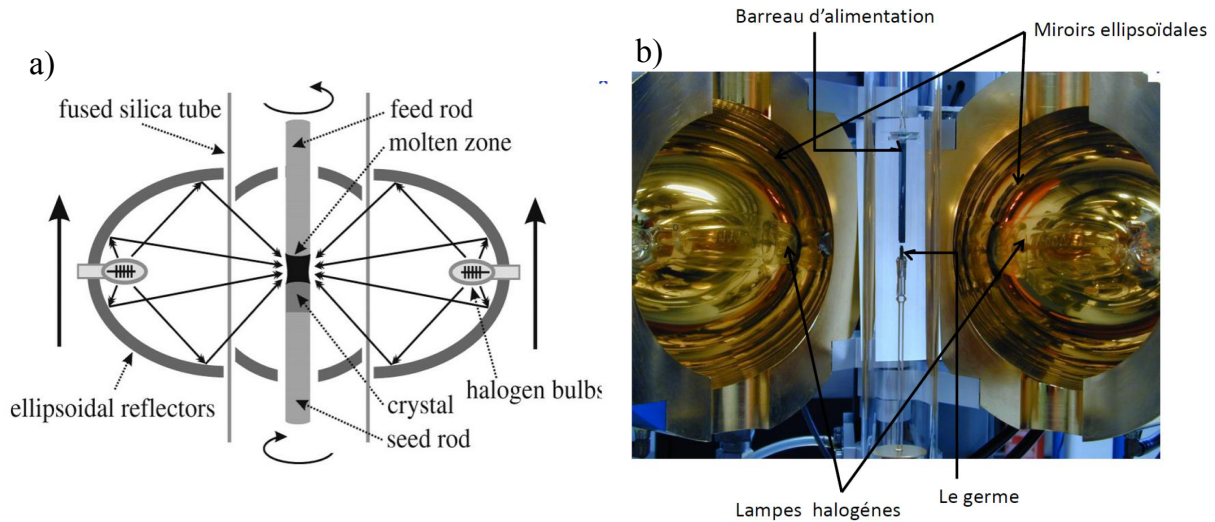 a)
fused silica tube
feed rod
molten zone
ellipsoidal reflectors
halogen bulbs
crystal
seed rod
Barreau d'alimentation
Miroirs ellipsoïdales
b)
Le germe
Lampes halogénes